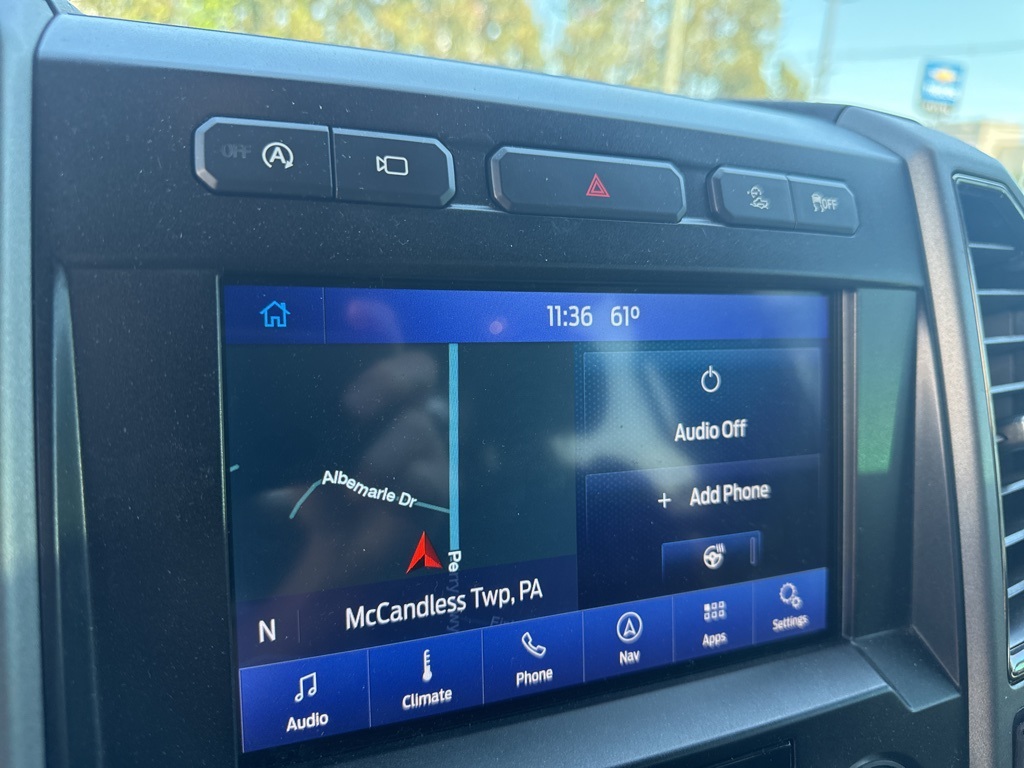 OFF A
OFF
11:36 61°
Audio Off
Albemarle Dr
+ Add Phone
Perry
McCandless Twp, PA
N
Audio
Climate
Phone
Nav
Apps
Settings